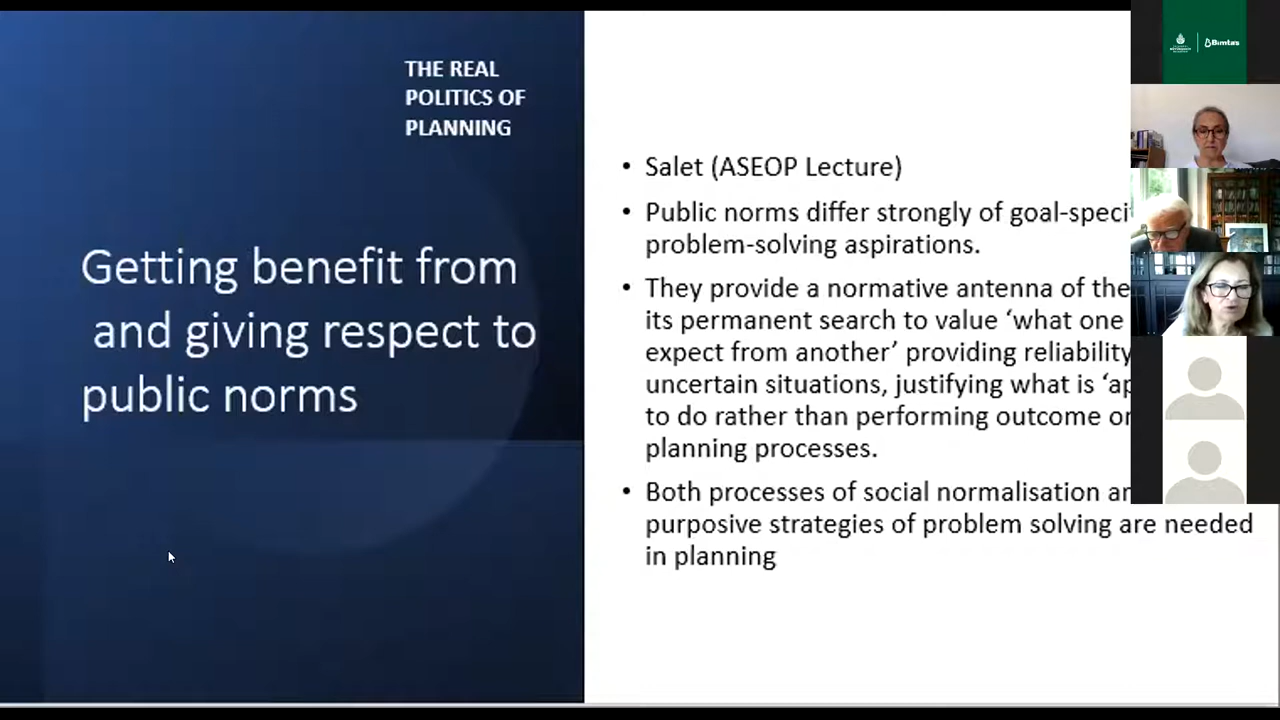 THE REAL
POLITICS OF
PLANNING
Getting benefit from
and giving respect to
public norms
• Salet (ASEOP Lecture)
• Public norms differ strongly of goal-speci
problem-solving aspirations.
• They provide a normative antenna of the
its permanent search to value ‘what one
expect from another’ providing reliability
uncertain situations, justifying what is ‘ap
to do rather than performing outcome or
planning processes.
• Both processes of social normalisation an
purposive strategies of problem solving are needed
in planning
Bimtaş